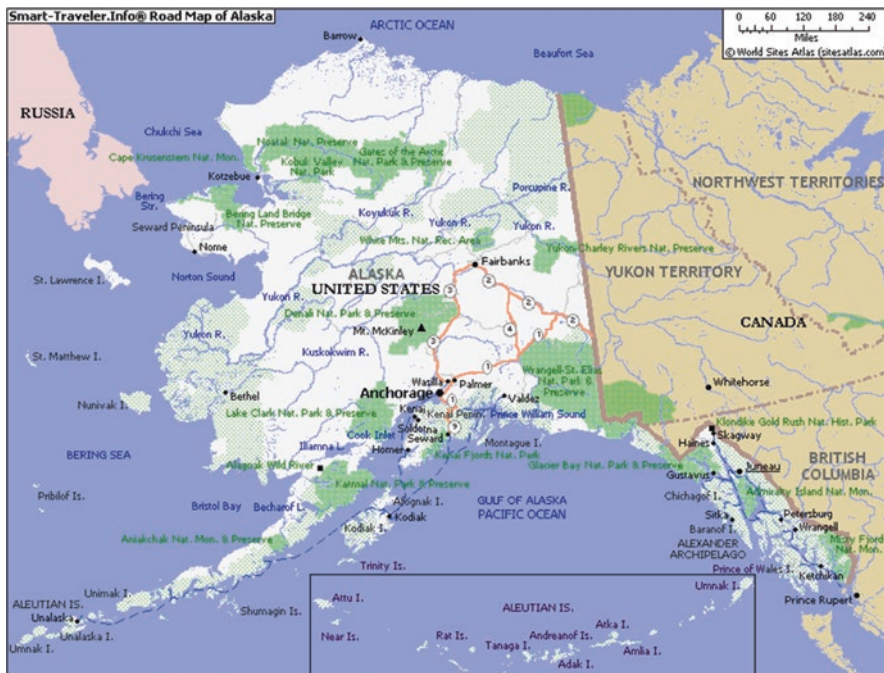 Smart-Traveler.Info® Road Map of Alaska
ARCTIC OCEAN
0 60 120 180 240
Miles
© World Sites Atlas (sitesatlas.com)
Barrow
Beaufort Sea
RUSSIA
Chukchi Sea
Noatak Nat. Preserve
Gates of the Arctic
Nat. Park & Preserve
Cape Krusenstern Nat. Mon.
Kobuk Valley
Nat. Park
Kotzebue
NORTHWEST TERRITORIES
Bering
Str.
Porcupine R.
Bering Land Bridge
Nat. Preserve
Koyukuk R.
Yukon R.
Yukon R.
Seward Peninsula
White Mts. Nat. Rec. Area
Yukon-Charley Rivers Nat. Preserve
Nome
Fairbanks
St. Lawrence I.
Norton Sound
ALASKA
UNITED STATES
YUKON TERRITORY
3
2
2
2
Yukon R.
Denali Nat. Park & Preserve
Yukon R.
Mt. McKinley
4
1
CANADA
3
Kuskokwim R.
1
St. Matthew I.
Wrangell-St. Elias
Nat. Park &
Preserve
Wasilla
Palmer
Whitehorse
Bethel
Anchorage
Valdez
Nunivak I.
1
Lake Clark Nat. Park & Preserve
Kenai
Kenai Penin.
Prince William Sound
Klondike Gold Rush Nat. Hist. Park
Skagway
Soldotna
9
Cook Inlet
Seward
Montague I.
Haines
Iliamna L.
Homer
BERING SEA
Kenai Fjords Nat. Park
BRITISH
COLUMBIA
Alagnak Wild River
Glacier Bay Nat. Park & Preserve
Juneau
Gustavus
Katmai Nat. Park & Preserve
Admiralty Island Nat. Mon.
Pribilof Is.
Chichagof I.
Bristol Bay
Becharof L.
Afognak I.
GULF OF ALASKA
PACIFIC OCEAN
Kodiak
Sitka
Petersburg
Baranof I.
Wrangell
Kodiak I.
Aniakchak Nat. Mon. & Preserve
ALEXANDER
ARCHIPELAGO
Misty Fjords
Nat. Mon.
Trinity Is.
Prince of Wales I.
Ketchikan
Unimak I.
Umnak I.
ALEUTIAN IS.
Shumagin Is.
Attu I.
ALEUTIAN IS.
Prince Rupert
Unalaska
Atka I.
Unalaska I.
Near Is.
Rat Is.
Andreanof Is.
Umnak I.
Tanaga I.
Amlia I.
Adak I.